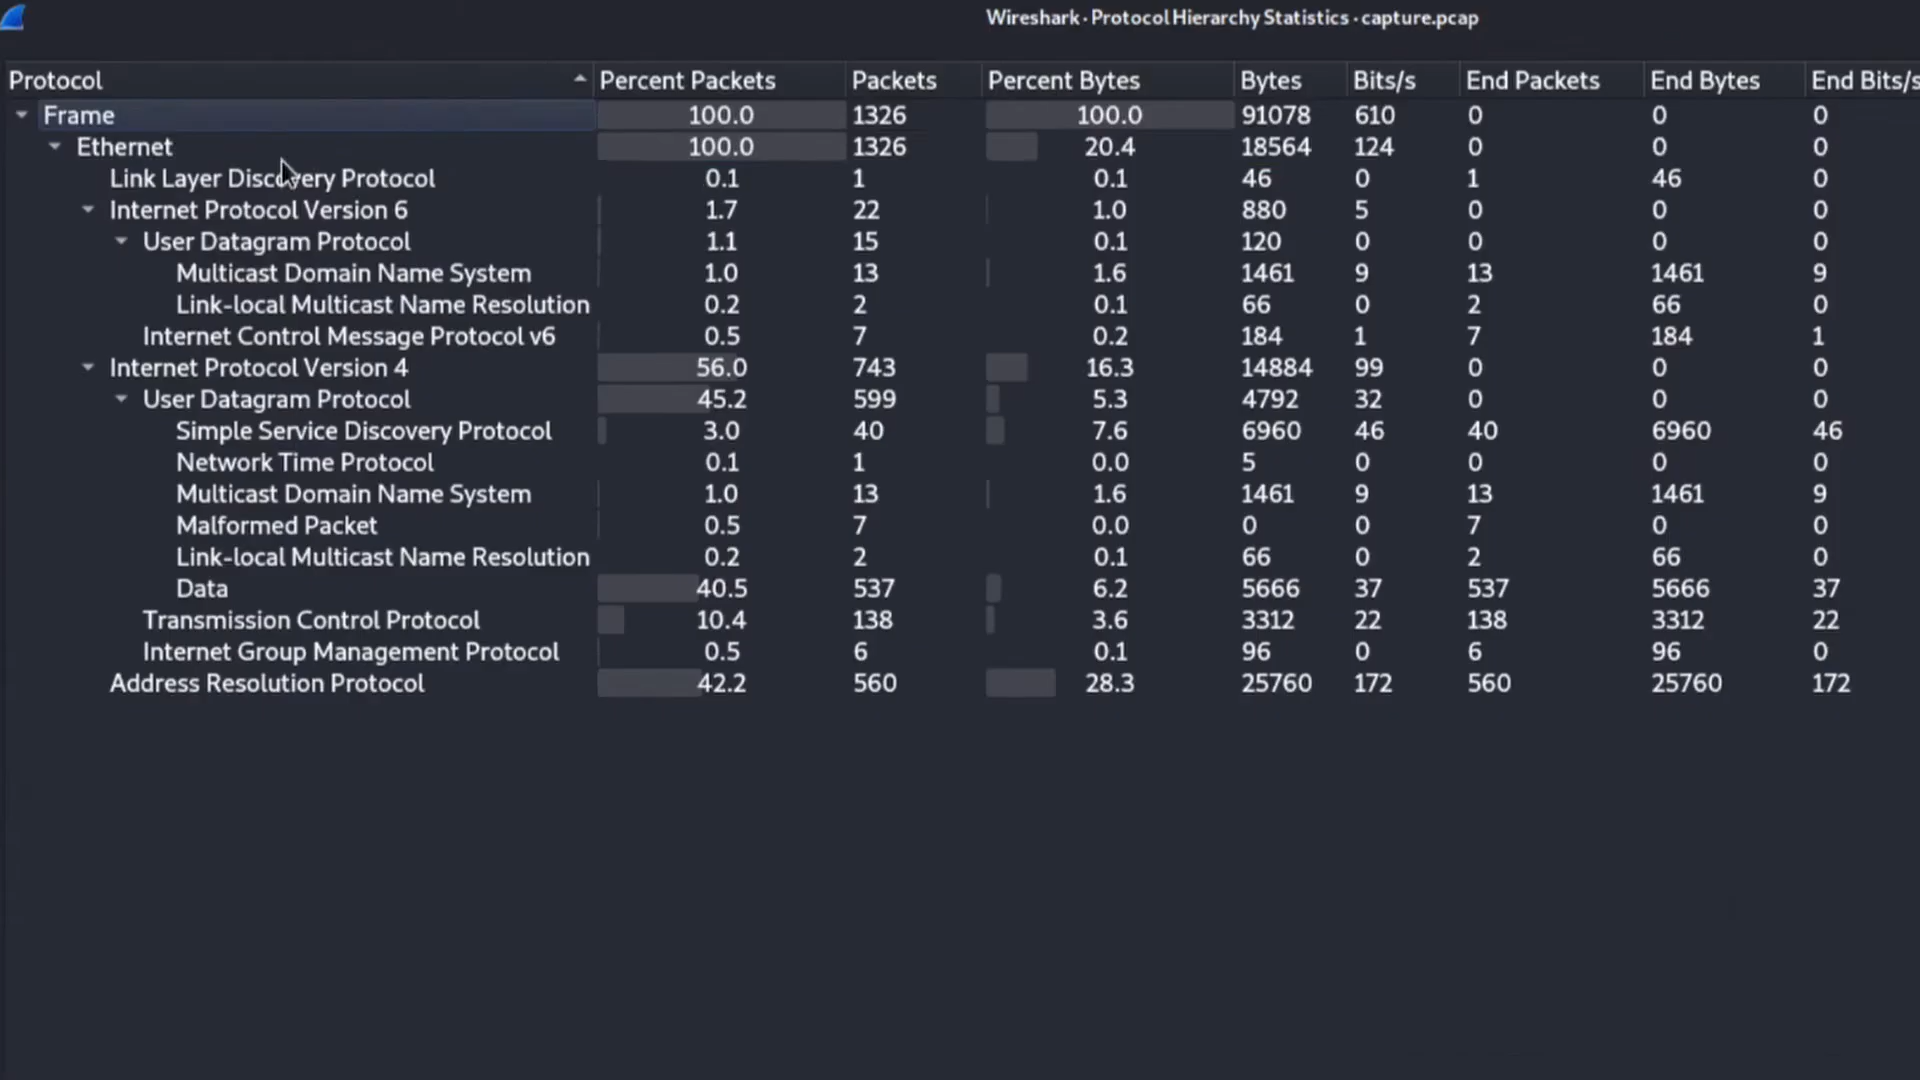 Wireshark · Protocol Hierarchy Statistics · capture.pcap
Protocol Percent Packets Packets Percent Bytes Bytes Bits/s End Packets End Bytes End Bits/s
Frame 100.0 1326 100.0 91078 610 0 0 0
Ethernet 100.0 1326 20.4 18564 124 0 0 0
Link Layer Discovery Protocol 0.1 1 0.1 46 0 1 46 0
Internet Protocol Version 6 1.7 22 1.0 880 5 0 0 0
User Datagram Protocol 1.1 15 0.1 120 0 0 0 0
Multicast Domain Name System 1.0 13 1.6 1461 9 13 1461 9
Link-local Multicast Name Resolution 0.2 2 0.1 66 0 2 66 0
Internet Control Message Protocol v6 0.5 7 0.2 184 1 7 184 1
Internet Protocol Version 4 56.0 743 16.3 14884 99 0 0 0
User Datagram Protocol 45.2 599 5.3 4792 32 0 0 0
Simple Service Discovery Protocol 3.0 40 7.6 6960 46 40 6960 46
Network Time Protocol 0.1 1 0.0 5 0 0 0 0
Multicast Domain Name System 1.0 13 1.6 1461 9 13 1461 9
Malformed Packet 0.5 7 0.0 0 0 7 0 0
Link-local Multicast Name Resolution 0.2 2 0.1 66 0 2 66 0
Data 40.5 537 6.2 5666 37 537 5666 37
Transmission Control Protocol 10.4 138 3.6 3312 22 138 3312 22
Internet Group Management Protocol 0.5 6 0.1 96 0 6 96 0
Address Resolution Protocol 42.2 560 28.3 25760 172 560 25760 172